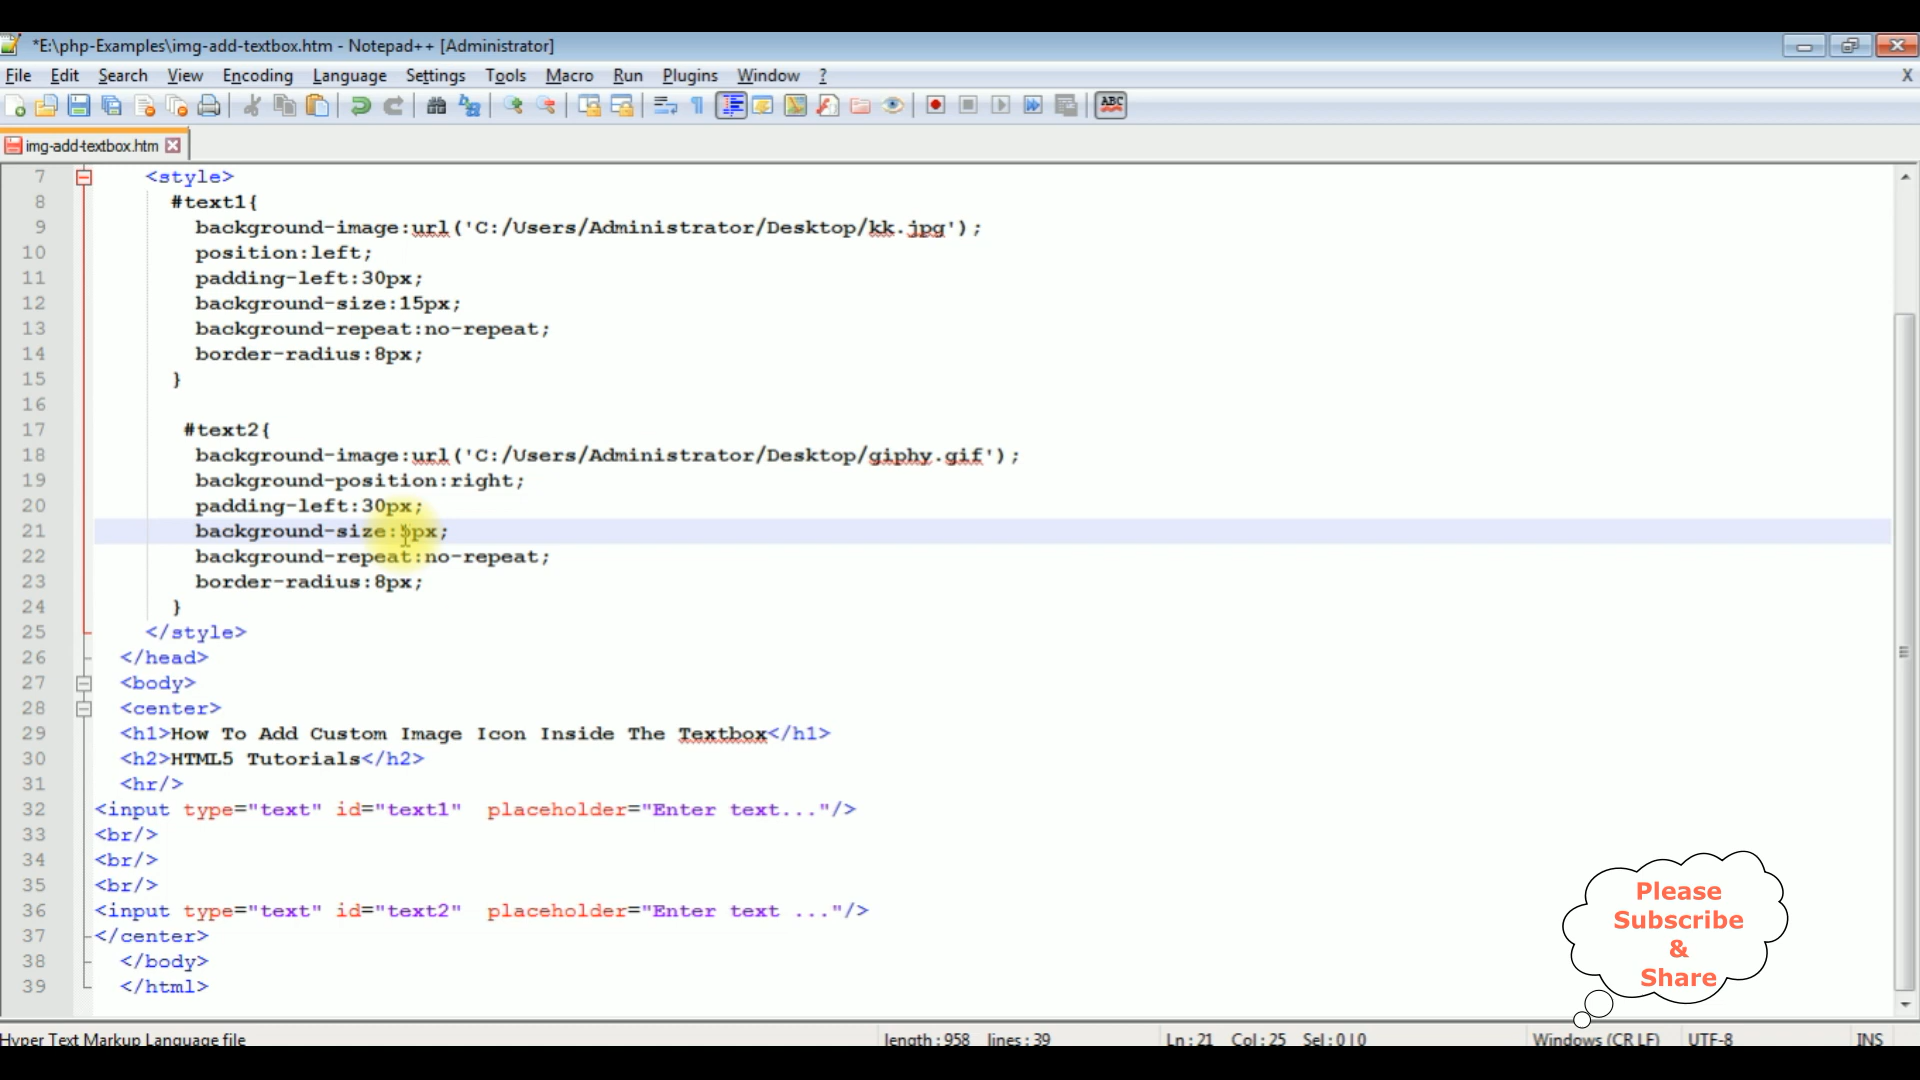 *E:\php-Examples\img-add-textbox.htm - Notepad++ [Administrator]
File Edit Search View Encoding Language Settings Tools Macro Run Plugins Window ? X
ABC
img-add-textbox.htm
7 <style>
8 #text1{
9 background-image:url('C:/Users/Administrator/Desktop/kk.jpg');
10 position:left;
11 padding-left:30px;
12 background-size:15px;
13 background-repeat:no-repeat;
14 border-radius:8px;
15 }
16
17 #text2{
18 background-image:url('C:/Users/Administrator/Desktop/giphy.gif');
19 background-position:right;
20 padding-left:30px;
21 background-size:5px;
22 background-repeat:no-repeat;
23 border-radius:8px;
24 }
25 </style>
26 </head>
27 <body>
28 <center>
29 <h1>How To Add Custom Image Icon Inside The Textbox</h1>
30 <h2>HTML5 Tutorials</h2>
31 <hr/>
32 <input type="text" id="text1" placeholder="Enter text..."/>
33 <br/>
34 <br/>
35 <br/>
36 <input type="text" id="text2" placeholder="Enter text ..."/>
37 </center>
38 </body>
39 </html>
Please
Subscribe
&
Share
Hyper Text Markup Language file length : 958 lines : 39 Ln : 21 Col : 25 Sel : 0 | 0 Windows (CR LF) UTF-8 INS